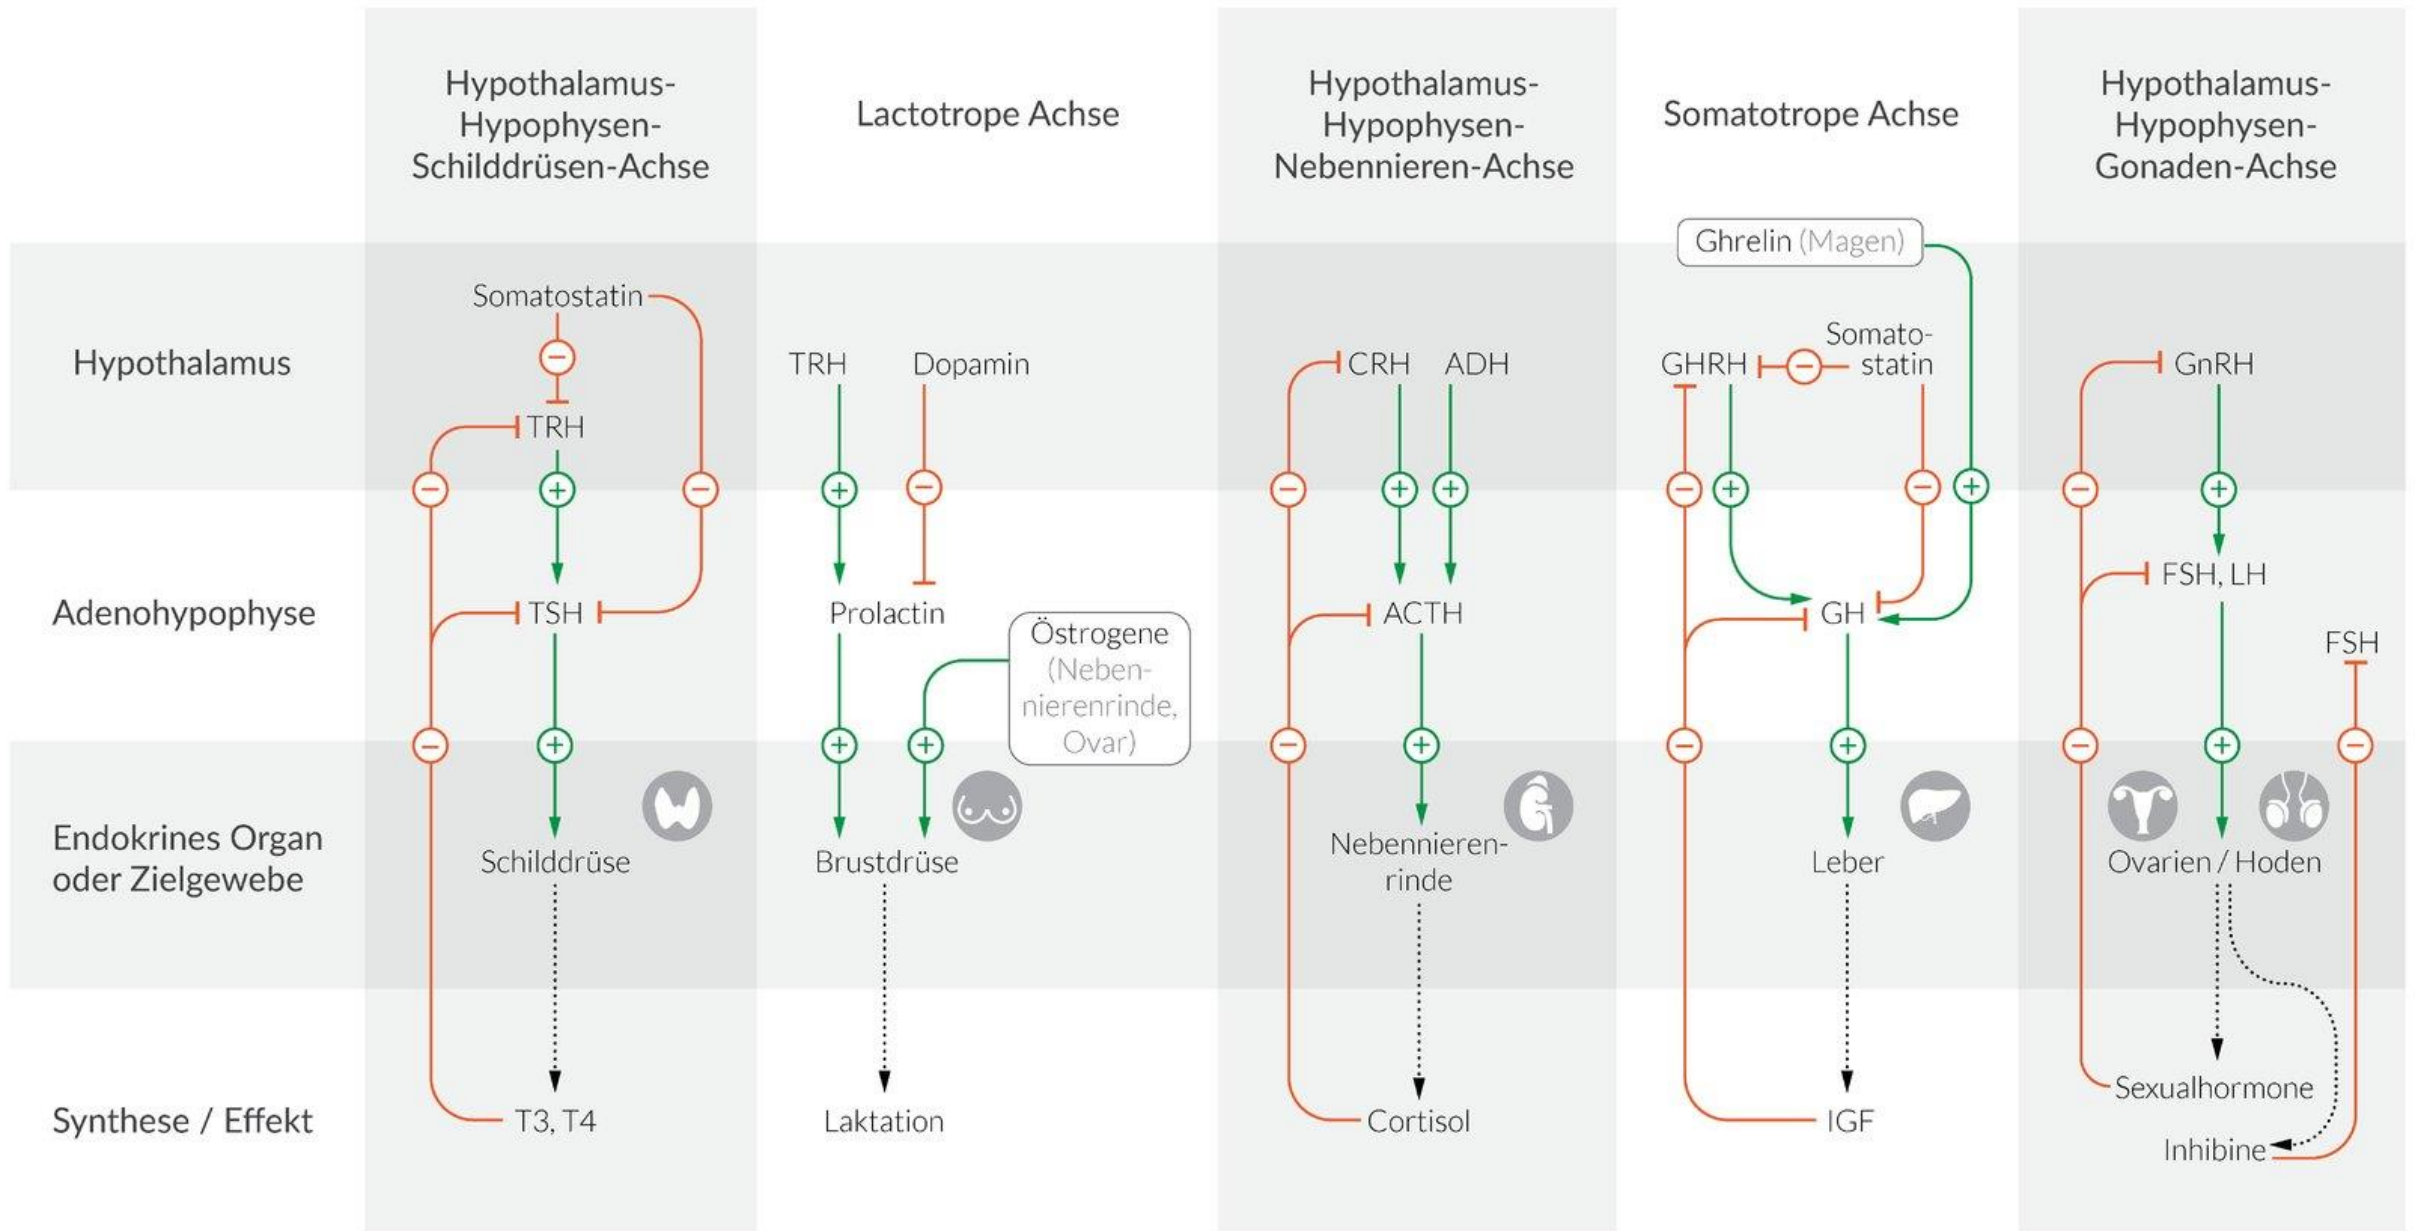 Hypothalamus-
Hypophysen-
Schilddrüsen-Achse
Lactotrope Achse
Hypothalamus-
Hypophysen-
Nebennieren-Achse
Somatotrope Achse
Hypothalamus-
Hypophysen-
Gonaden-Achse
Hypothalamus
Somatostatin
TRH
TRH
Dopamin
CRH
ADH
Ghrelin (Magen)
GHRH
Somato-
statin
GnRH
Adenohypophyse
TSH
Prolactin
Östrogene
(Neben-
nierenrinde,
Ovar)
ACTH
GH
FSH, LH
FSH
Endokrines Organ
oder Zielgewebe
Schilddrüse
Brustdrüse
Nebennieren-
rinde
Leber
Ovarien / Hoden
Synthese / Effekt
T3, T4
Laktation
Cortisol
IGF
Sexualhormone
Inhibine